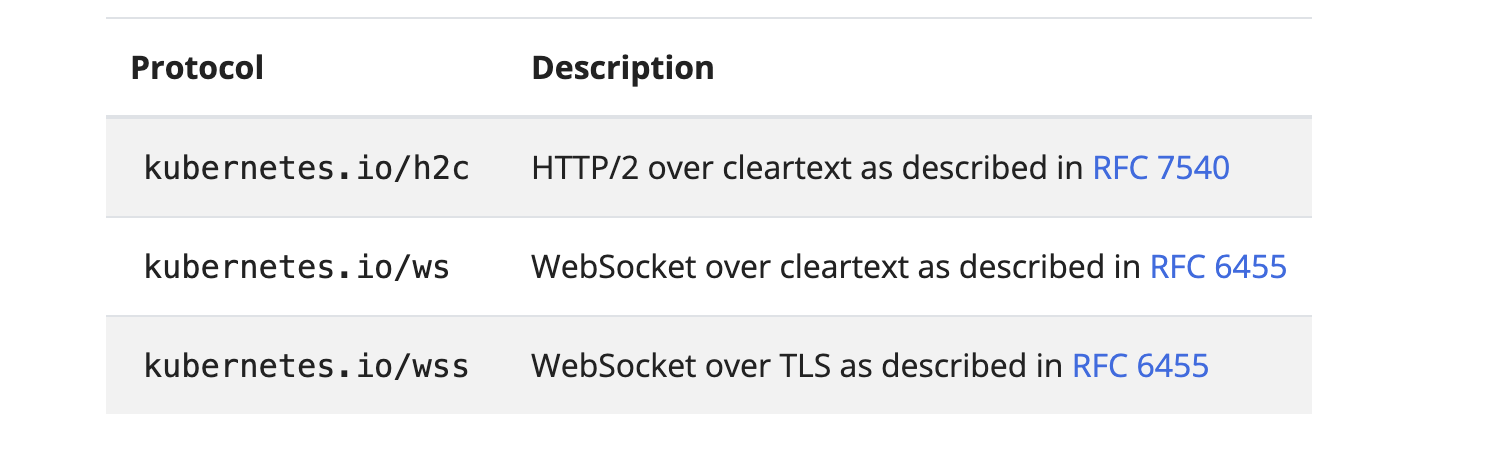 Protocol Description
kubernetes.io/h2c HTTP/2 over cleartext as described in RFC 7540
kubernetes.io/ws WebSocket over cleartext as described in RFC 6455
kubernetes.io/wss WebSocket over TLS as described in RFC 6455